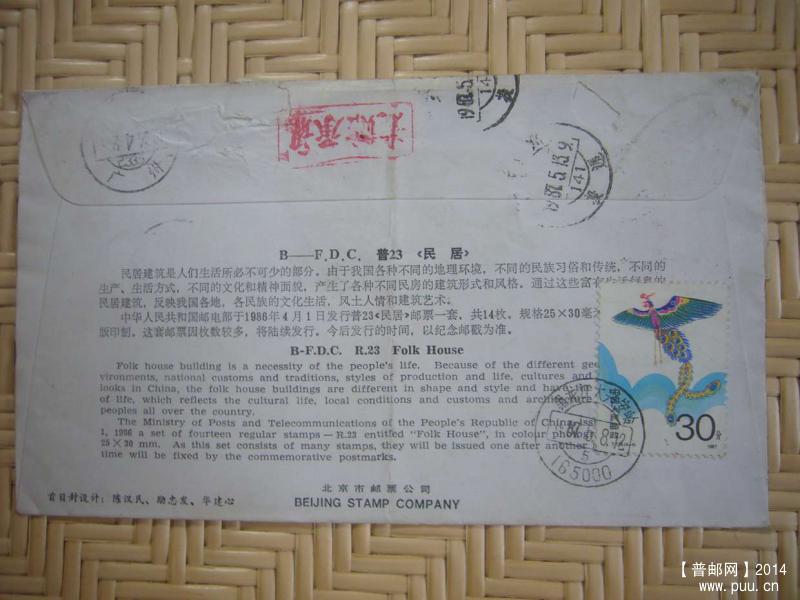 1987.5.
141
1987.5.13.9
141
B——F.D.C. 普23 《民居》
民居建筑是人们生活所必不可少的部分。由于我国各种不同的地理环境，不同的民族习俗和传统，不同的
生产、生活方式，不同的文化和精神面貌，产生了各种不同民房的建筑形式和风格。通过这些富有
民居建筑，反映我国各地，各民族的文化生活，风土人情和建筑艺术。
中华人民共和国邮电部于1986年4月1日发行普23《民居》邮票一套，共14枚，规格25×30毫米
版印制。这套邮票因枚数较多，将陆续发行。今后发行的时间，以纪念邮戳为准。
B-F.D.C. R.23 Folk House
Folk house building is a necessity of the people's life. Because of the different geo
vironments, national customs and traditions, styles of production and life, cultures and
looks in China, the folk house buildings are different in shape and style and have the
of life, which reflects the cultural life, local conditions and customs and architecture
peoples all over the country.
The Ministry of Posts and Telecommunications of the People's Republic of China iss
1, 1986 a set of fourteen regular stamps — R.23 entitled "Folk House", in colour photog
25×30 mm. As this set consists of many stamps, they will be issued one after another
time will be fixed by the commemorative postmarks.
30分
165000
北京市邮票公司
BEIJING STAMP COMPANY
首日封设计：陈汉民、励忠发、华建心
【普邮网】2014
www.puu.cn